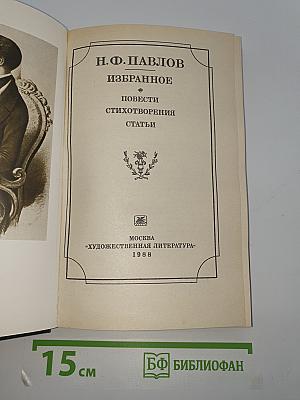 Н.Ф.ПАВЛОВ
ИЗБРАННОЕ
ПОВЕСТИ
СТИХОТВОРЕНИЯ
СТАТЬИ
МОСКВА
«ХУДОЖЕСТВЕННАЯ ЛИТЕРАТУРА»
1988
15 см
БФ БИБЛИОФАН